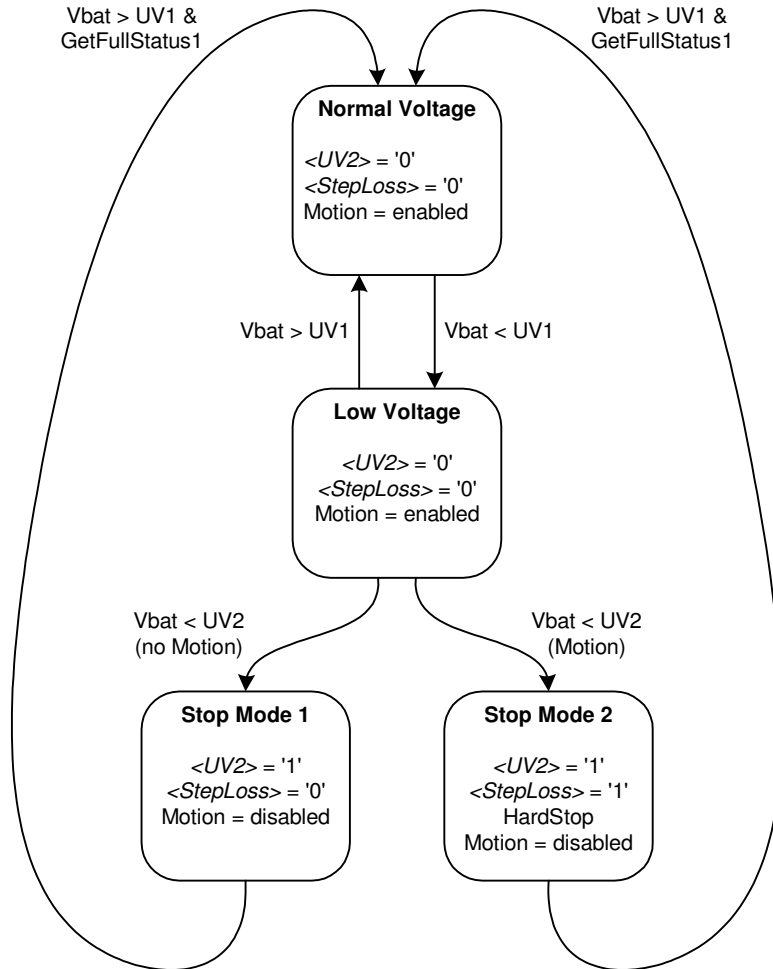 Vbat > UV1 &
GetFullStatus1
Vbat > UV1 &
GetFullStatus1
Normal Voltage
<UV2> = '0'
<StepLoss> = '0'
Motion = enabled
Vbat > UV1
Vbat < UV1
Low Voltage
<UV2> = '0'
<StepLoss> = '0'
Motion = enabled
Vbat < UV2
(no Motion)
Vbat < UV2
(Motion)
Stop Mode 1
<UV2> = '1'
<StepLoss> = '0'
Motion = disabled
Stop Mode 2
<UV2> = '1'
<StepLoss> = '1'
HardStop
Motion = disabled